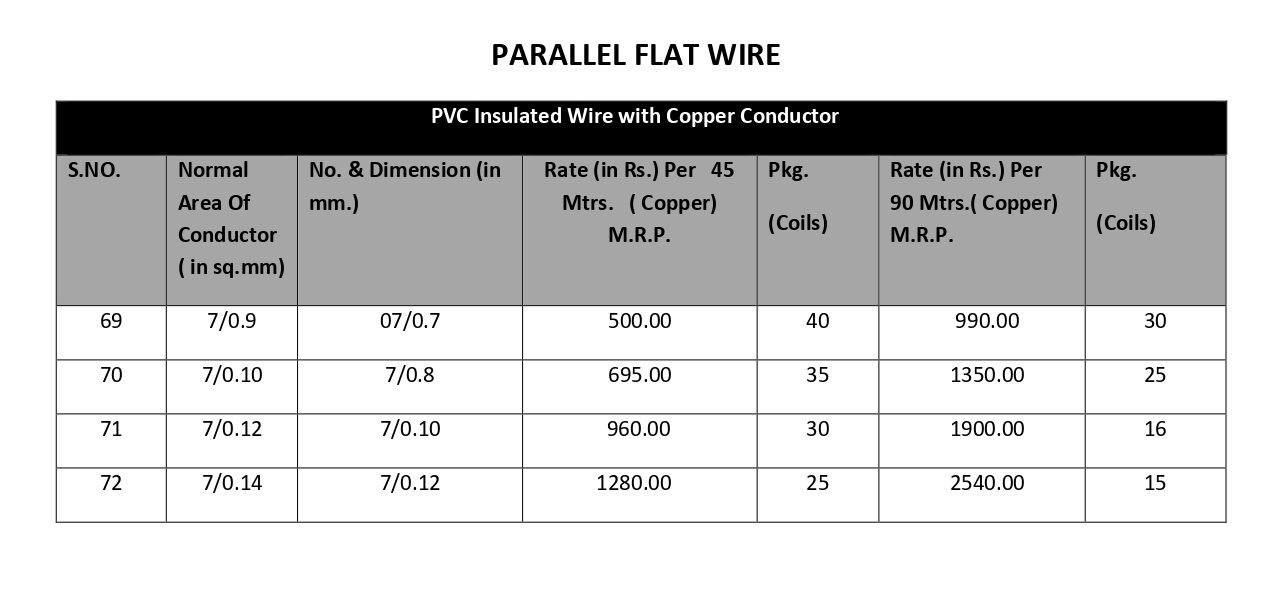 PARALLEL FLAT WIRE
PVC Insulated Wire with Copper Conductor
S.NO.
Normal
Area Of
Conductor
( in sq.mm)
No. & Dimension (in
mm.)
Rate (in Rs.) Per 45
Mtrs. ( Copper)
M.R.P.
Pkg.
(Coils)
Rate (in Rs.) Per
90 Mtrs.( Copper)
M.R.P.
Pkg.
(Coils)
69 7/0.9 07/0.7 500.00 40 990.00 30
70 7/0.10 7/0.8 695.00 35 1350.00 25
71 7/0.12 7/0.10 960.00 30 1900.00 16
72 7/0.14 7/0.12 1280.00 25 2540.00 15